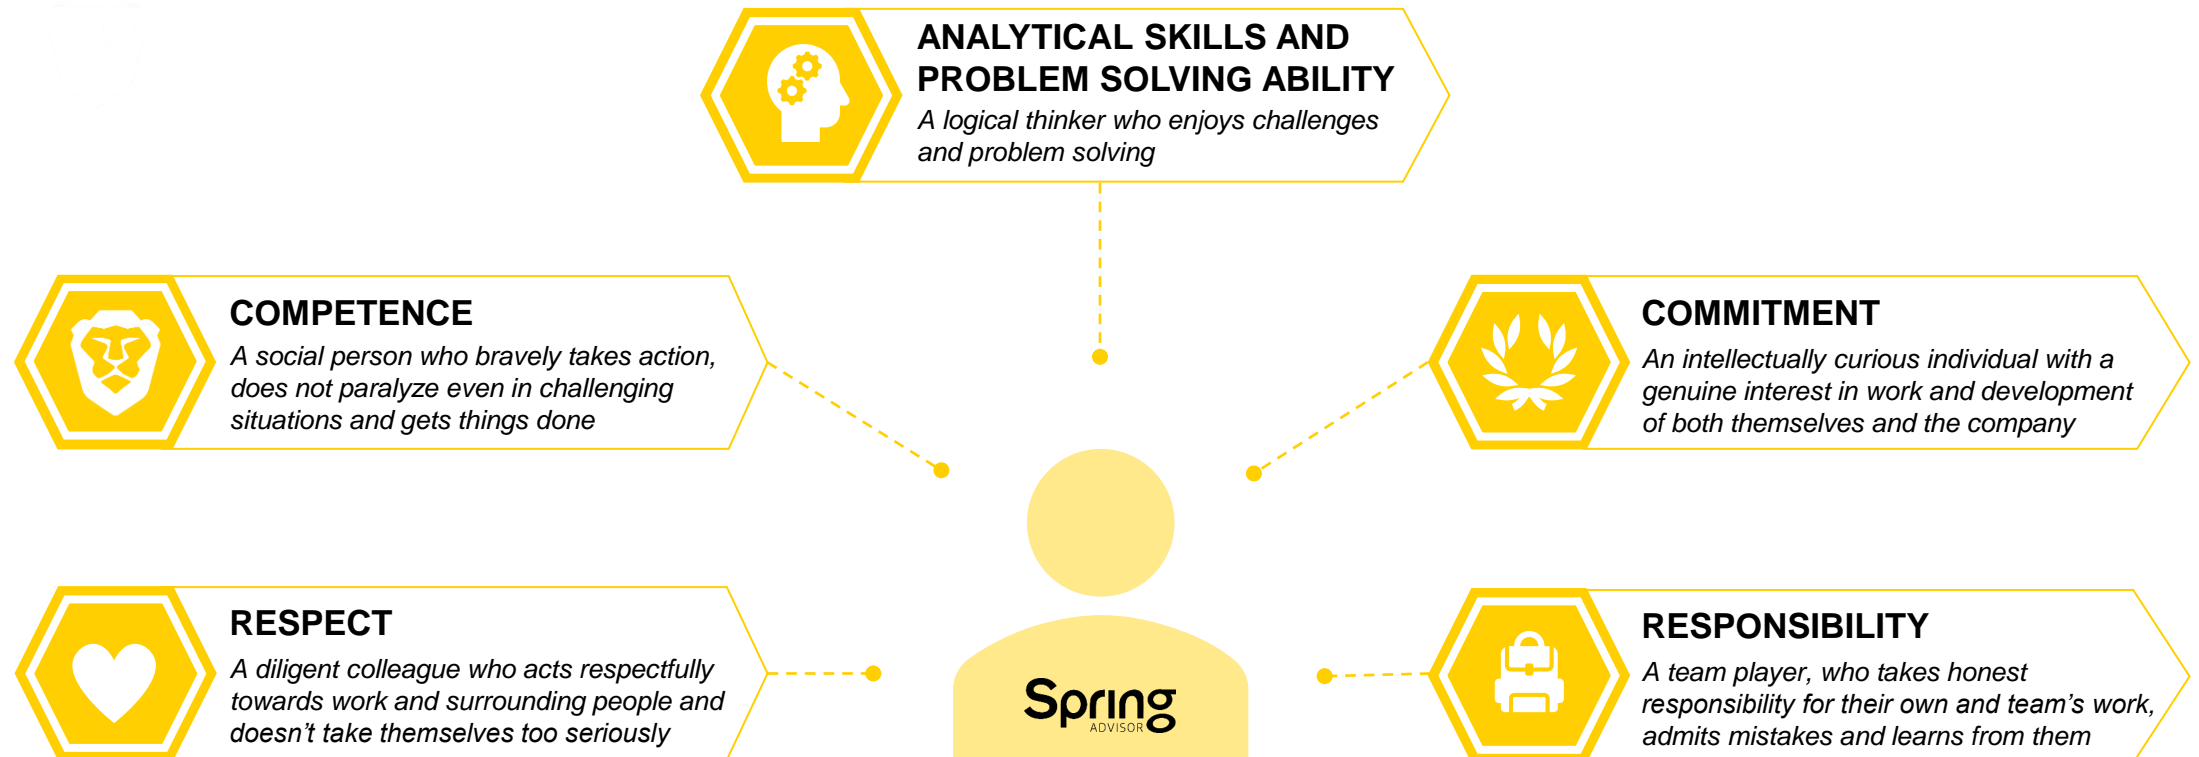 ANALYTICAL SKILLS AND
PROBLEM SOLVING ABILITY
A logical thinker who enjoys challenges
and problem solving
COMPETENCE
A social person who bravely takes action,
does not paralyze even in challenging
situations and gets things done
COMMITMENT
An intellectually curious individual with a
genuine interest in work and development
of both themselves and the company
RESPECT
A diligent colleague who acts respectfully
towards work and surrounding people and
doesn't take themselves too seriously
Spring
ADVISOR
RESPONSIBILITY
A team player, who takes honest
responsibility for their own and team's work,
admits mistakes and learns from them